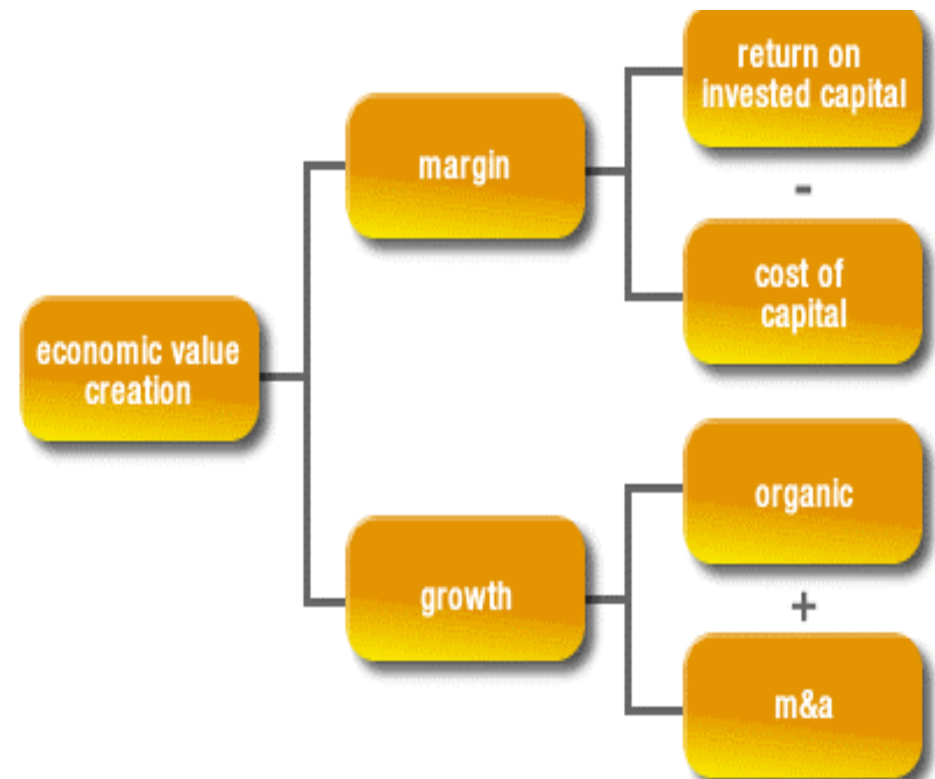 economic value
creation
margin
return on
invested capital
-
cost of
capital
growth
organic
+
m&a